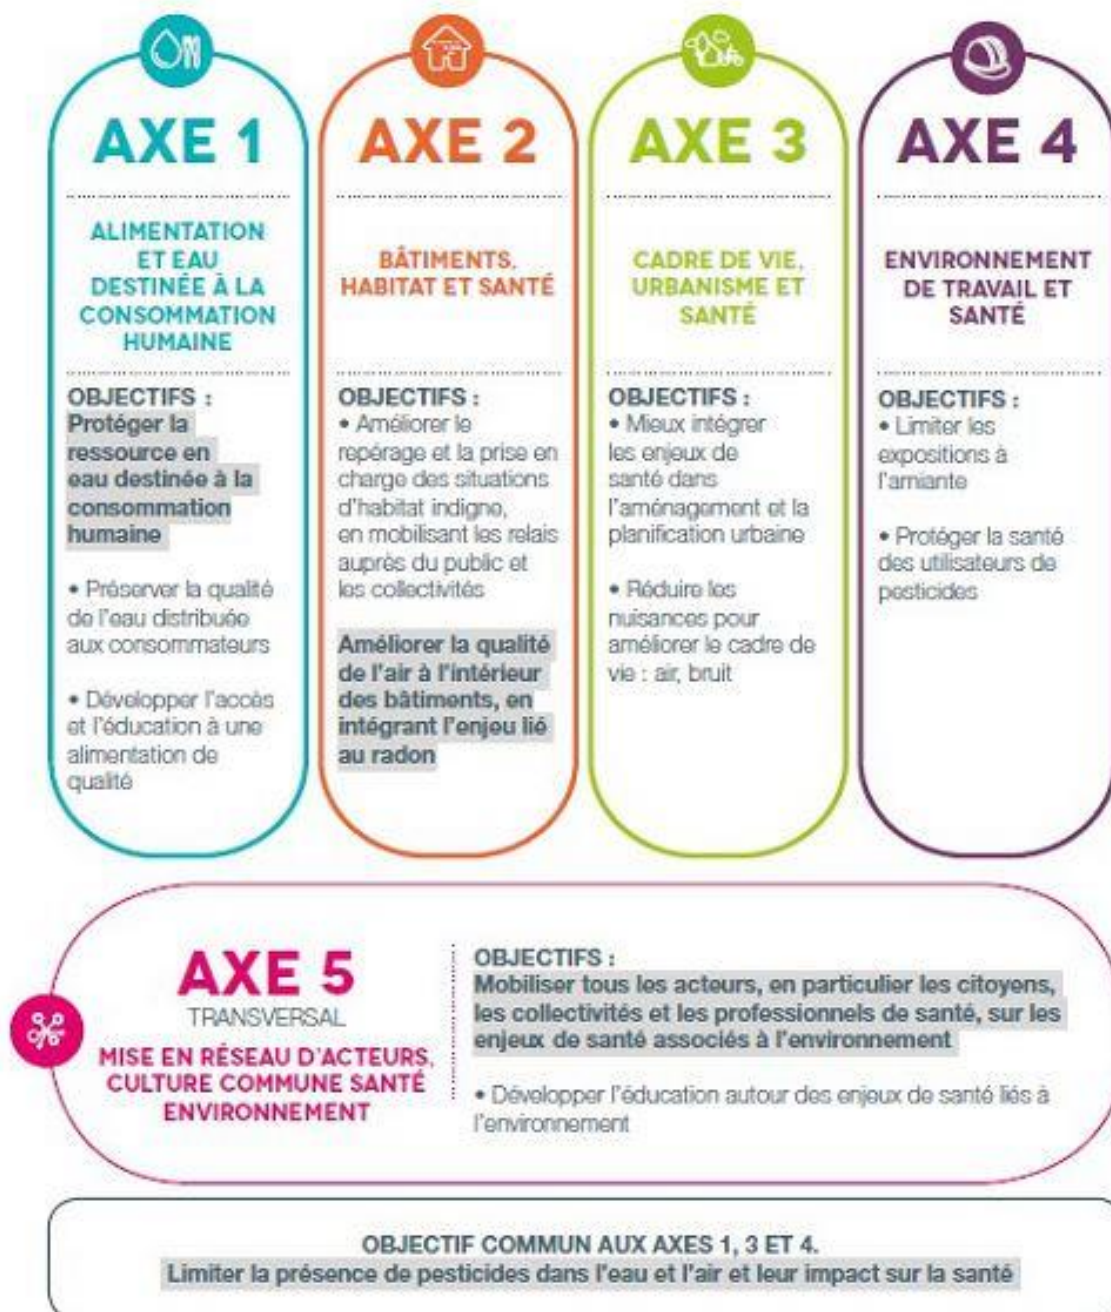 AXE 1
ALIMENTATION
ET EAU
DESTINÉE À LA
CONSOMMATION
HUMAINE
OBJECTIFS :
Protéger la
ressource en
eau destinée à la
consommation
humaine
• Préserver la qualité
de l'eau distribuée
aux consommateurs
• Développer l'accès
et l'éducation à une
alimentation de
qualité
AXE 2
BÂTIMENTS,
HABITAT ET SANTÉ
OBJECTIFS :
• Améliorer le
repérage et la prise en
charge des situations
d'habitat indigne,
en mobilisant les relais
auprès du public et
les collectivités
Améliorer la qualité
de l'air à l'intérieur
des bâtiments, en
intégrant l'enjeu lié
au radon
AXE 3
CADRE DE VIE,
URBANISME ET
SANTÉ
OBJECTIFS :
• Mieux intégrer
les enjeux de
santé dans
l'aménagement et la
planification urbaine
• Réduire les
nuisances pour
améliorer le cadre de
vie : air, bruit
AXE 4
ENVIRONNEMENT
DE TRAVAIL ET
SANTÉ
OBJECTIFS :
• Limiter les
expositions à
l'amiante
• Protéger la santé
des utilisateurs de
pesticides
AXE 5
TRANSVERSAL
MISE EN RÉSEAU D'ACTEURS,
CULTURE COMMUNE SANTÉ
ENVIRONNEMENT
OBJECTIFS :
Mobiliser tous les acteurs, en particulier les citoyens,
les collectivités et les professionnels de santé, sur les
enjeux de santé associés à l'environnement
• Développer l'éducation autour des enjeux de santé liés à
l'environnement
OBJECTIF COMMUN AUX AXES 1, 3 ET 4.
Limiter la présence de pesticides dans l'eau et l'air et leur impact sur la santé